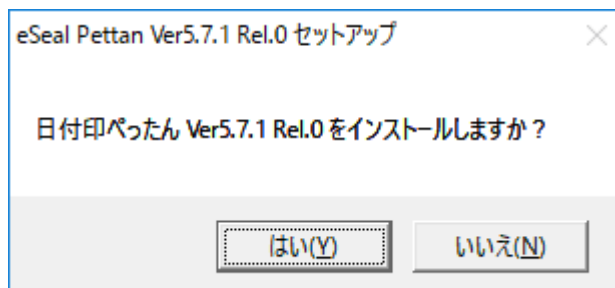 eSeal Pettan Ver5.7.1 Rel.0 セットアップ
日付印ぺったん Ver5.7.1 Rel.0 をインストールしますか？
はい(Y)
いいえ(N)